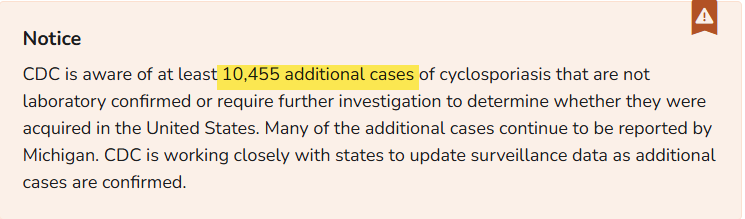 Notice
CDC is aware of at least 10,455 additional cases of cyclosporiasis that are not
laboratory confirmed or require further investigation to determine whether they were
acquired in the United States. Many of the additional cases continue to be reported by
Michigan. CDC is working closely with states to update surveillance data as additional
cases are confirmed.